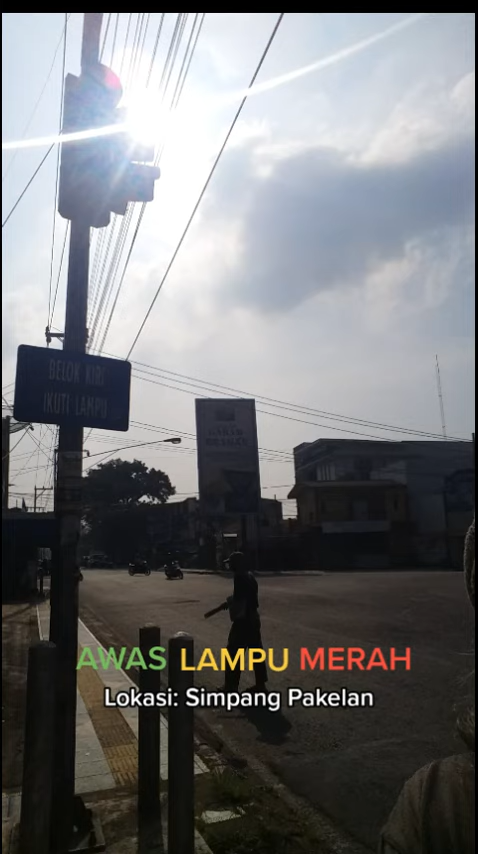 BELOK KIRI
IKUTI LAMPU
AWAS LAMPU MERAH
Lokasi: Simpang Pakelan